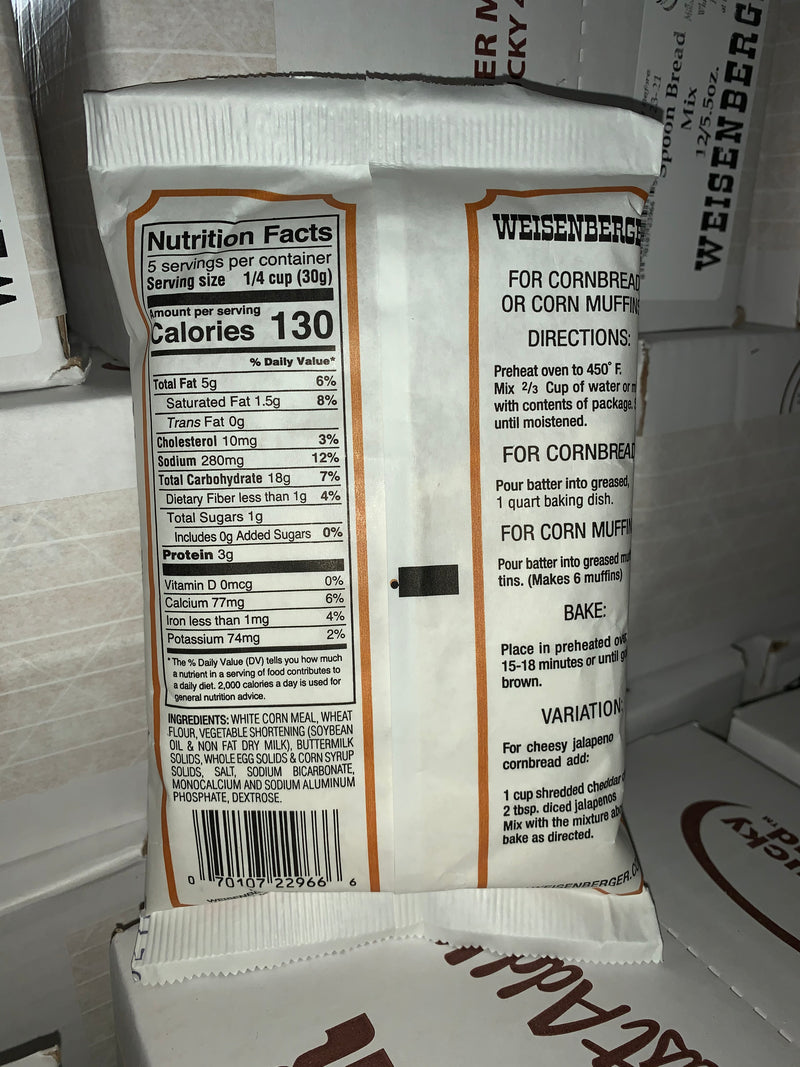 ER M
CKY
Spoon Bread
Mix
12/5.5oz.
WEISENBERG
Nutrition Facts
5 servings per container
Serving size 1/4 cup (30g)
Amount per serving
Calories 130
% Daily Value*
Total Fat 5g 6%
Saturated Fat 1.5g 8%
Trans Fat 0g
Cholesterol 10mg 3%
Sodium 280mg 12%
Total Carbohydrate 18g 7%
Dietary Fiber less than 1g 4%
Total Sugars 1g
Includes 0g Added Sugars 0%
Protein 3g
Vitamin D 0mcg 0%
Calcium 77mg 6%
Iron less than 1mg 4%
Potassium 74mg 2%
* The % Daily Value (DV) tells you how much
a nutrient in a serving of food contributes to
a daily diet. 2,000 calories a day is used for
general nutrition advice.
INGREDIENTS: WHITE CORN MEAL, WHEAT
FLOUR, VEGETABLE SHORTENING (SOYBEAN
OIL & NON FAT DRY MILK), BUTTERMILK
SOLIDS, WHOLE EGG SOLIDS & CORN SYRUP
SOLIDS, SALT, SODIUM BICARBONATE,
MONOCALCIUM AND SODIUM ALUMINUM
PHOSPHATE, DEXTROSE.
0 70107 22966 6
WEISENBERGE
FOR CORNBREAD
OR CORN MUFFINS
DIRECTIONS:
Preheat oven to 450° F.
Mix 2/3 Cup of water or m
with contents of package. S
until moistened.
FOR CORNBREAD
Pour batter into greased,
1 quart baking dish.
FOR CORN MUFFIN
Pour batter into greased muf
tins. (Makes 6 muffins)
BAKE:
Place in preheated ove
15-18 minutes or until go
brown.
VARIATION:
For cheesy jalapeno
cornbread add:
1 cup shredded cheddar c
2 tbsp. diced jalapenos
Mix with the mixture abo
bake as directed.
WEISENBERGER.C
ucky
st Add